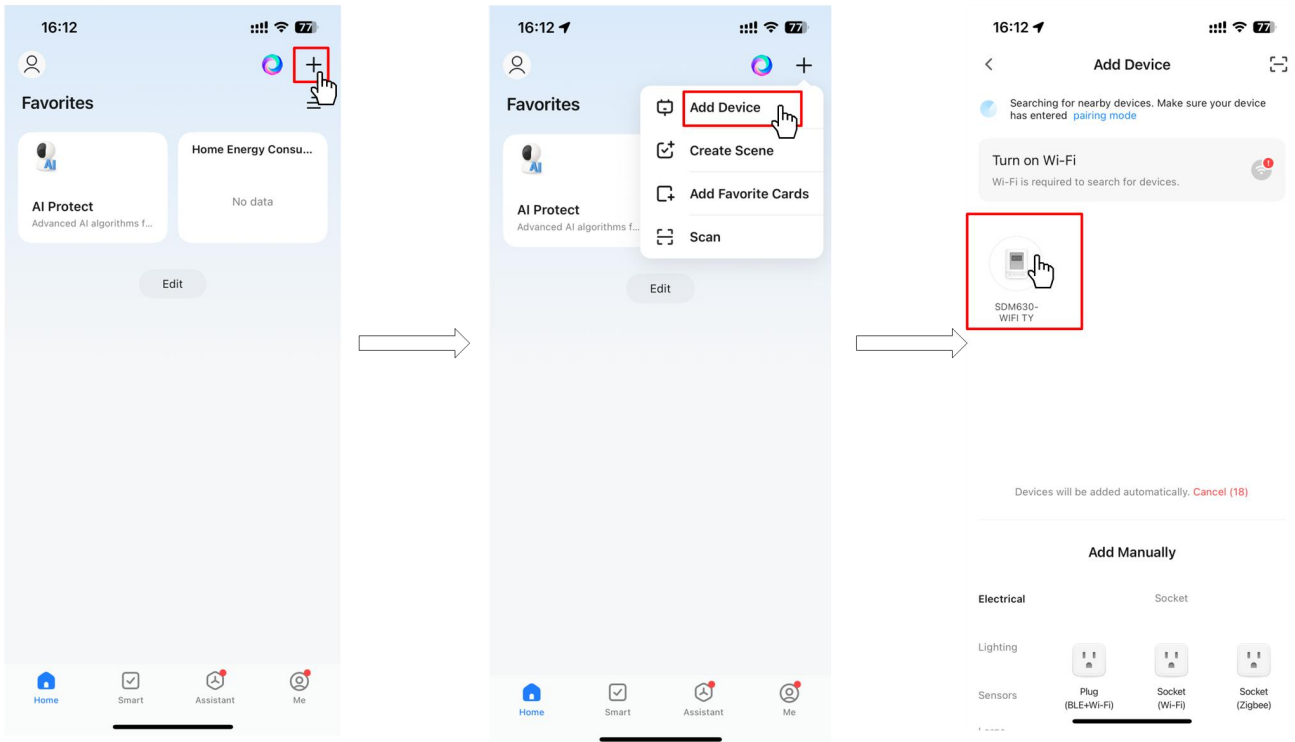 16:12
77
Favorites
AI
AI Protect
Advanced AI algorithms f...
Home Energy Consu...
No data
Edit
Home
Smart
Assistant
Me
16:12
77
Favorites
AI
AI Protect
Advanced AI algorithms f...
Add Device
Create Scene
Add Favorite Cards
Scan
Edit
Home
Smart
Assistant
Me
16:12
77
Add Device
Searching for nearby devices. Make sure your device
has entered pairing mode
Turn on Wi-Fi
Wi-Fi is required to search for devices.
SDM630-
WIFI TY
Devices will be added automatically. Cancel (18)
Add Manually
Electrical
Socket
Lighting
Sensors
Plug
(BLE+Wi-Fi)
Socket
(Wi-Fi)
Socket
(Zigbee)